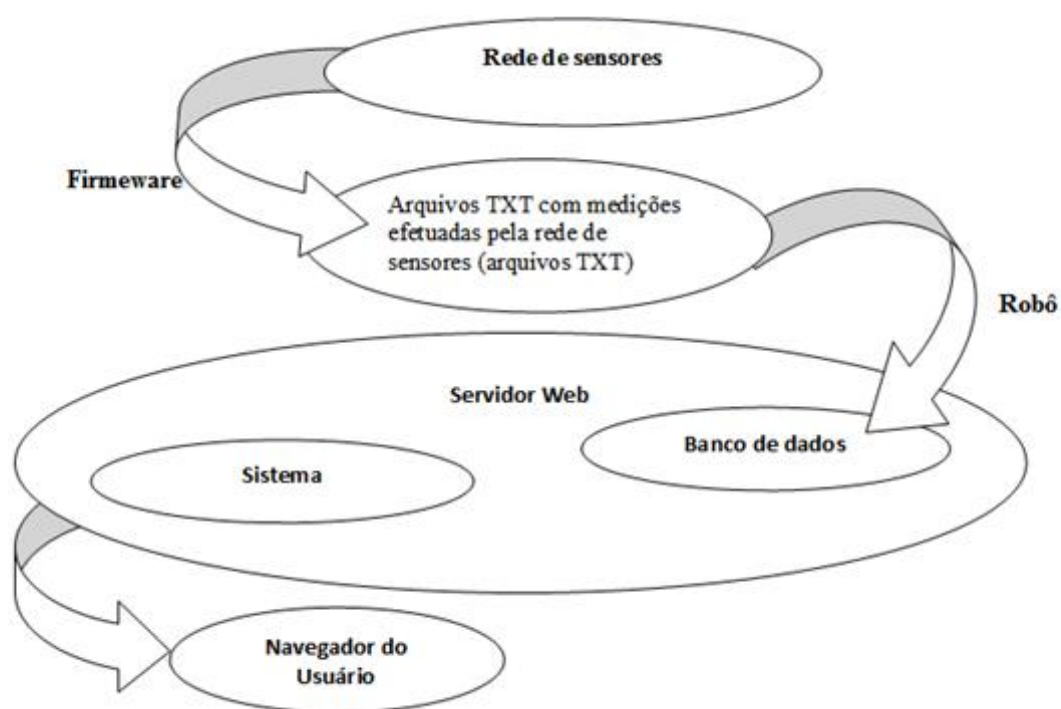 Rede de sensores
Firmeware
Arquivos TXT com medições
efetuadas pela rede de
sensores (arquivos TXT)
Robô
Servidor Web
Banco de dados
Sistema
Navegador do
Usuário